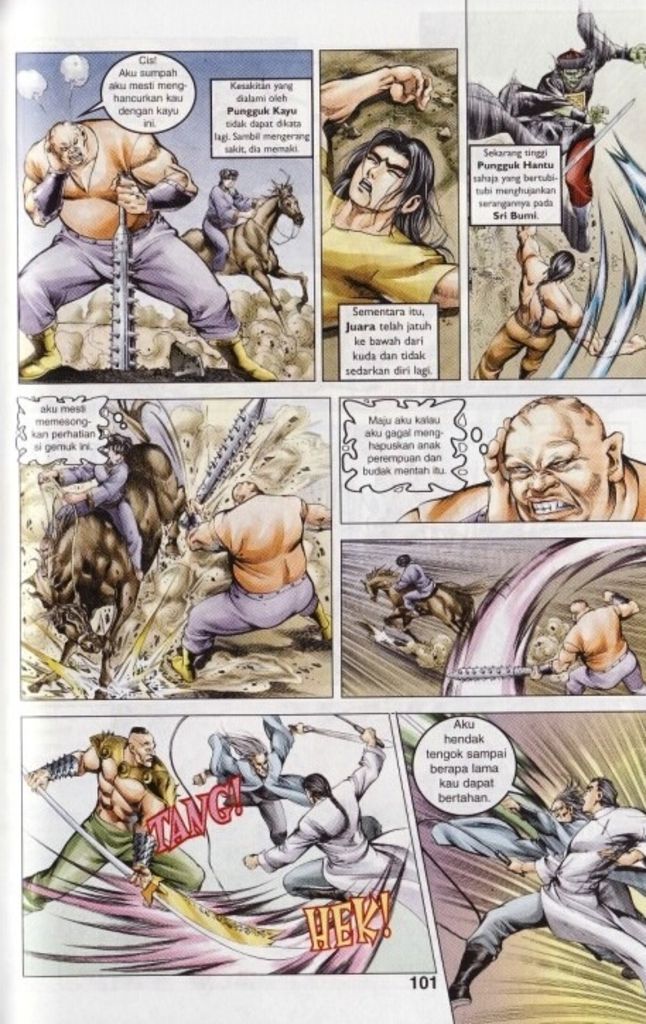 Cis!
Aku sumpah
aku mesti meng-
hancurkan kau
dengan kayu
ini.
Kesakitan yang
dialami oleh
Pungguk Kayu
tidak dapat dikata
lagi. Sambil mengerang
sakit, dia memaki.
Sementara itu,
Juara telah jatuh
ke bawah dari
kuda dan tidak
sedarkan diri lagi.
Sekarang tinggi
Pungguk Hantu
sahaja yang bertubi-
tubi menghujankan
serangannya pada
Sri Bumi.
aku mesti
memesong-
kan perhatian
si gemuk ini.
Maju aku kalau
aku gagal meng-
hapuskan anak
perempuan dan
budak mentah itu.
TANG!
HEK!
Aku
hendak
tengok sampai
berapa lama
kau dapat
bertahan.
101